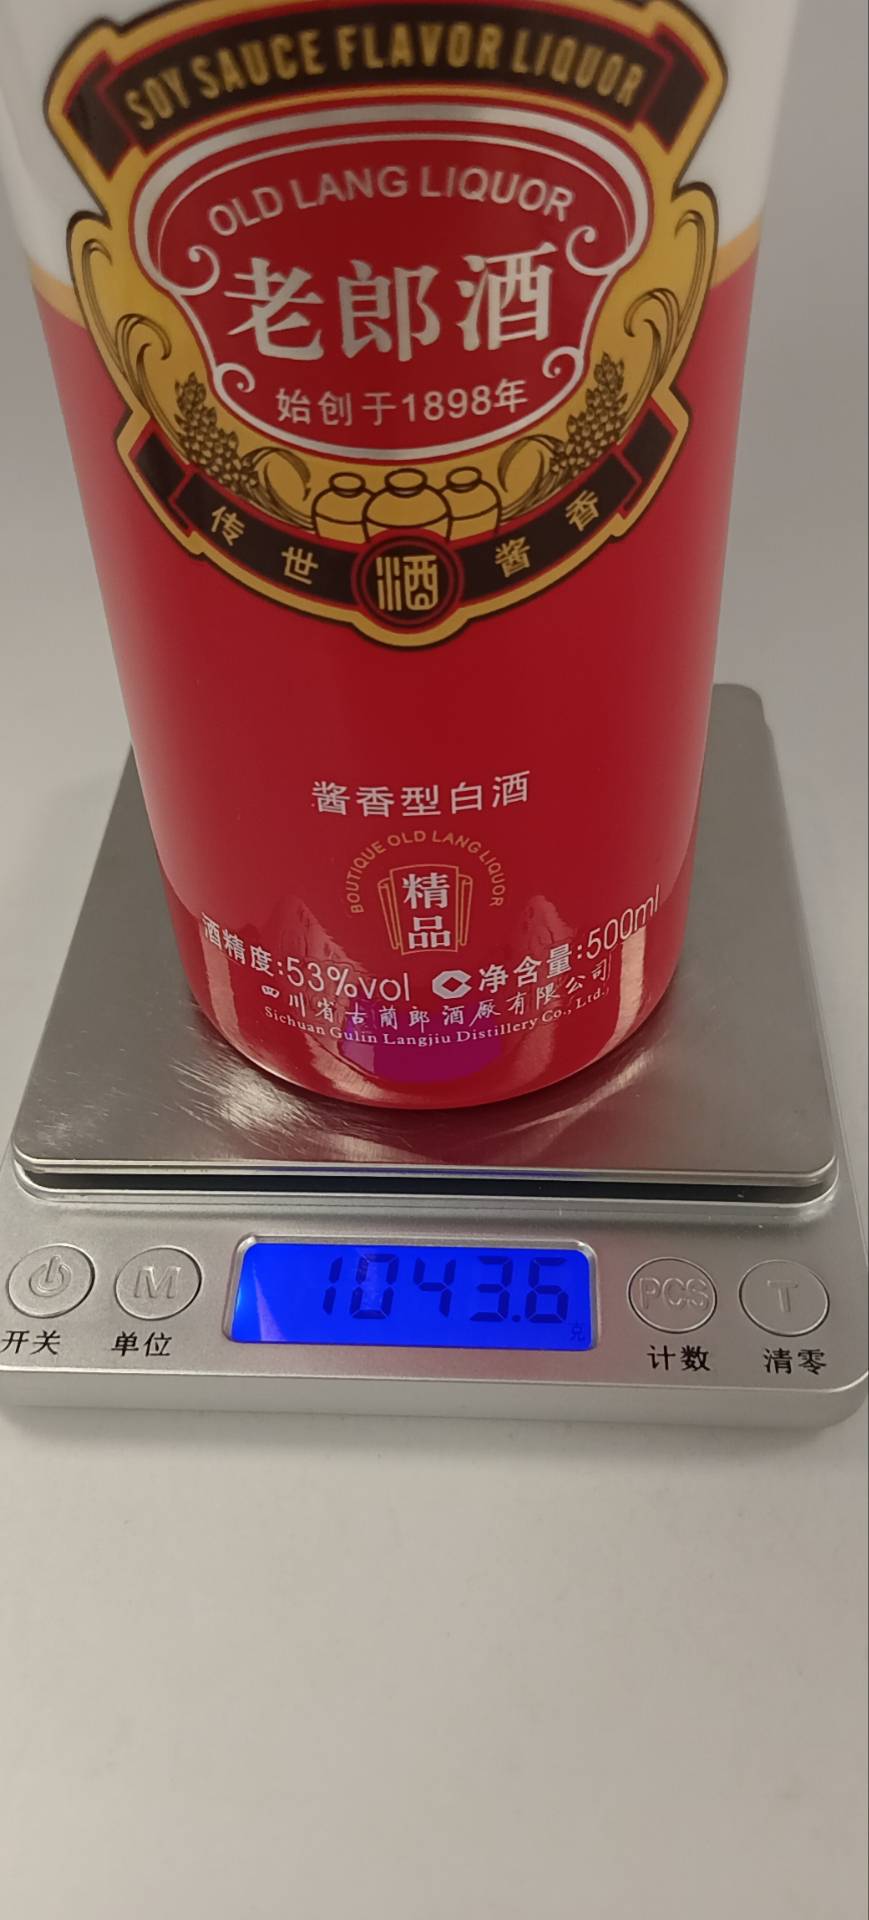 SOY SAUCE FLAVOR LIQUOR
OLD LANG LIQUOR
老郎酒
始创于1898年
传世 酒 酱香
酱香型白酒
BOUTIQUE OLD LANG LIQUOR
精
品
酒精度:53%vol 净含量:500ml
四川省古蔺郎酒厰有限公司
Sichuan Gulin Langjiu Distillery Co., Ltd.
1043.6
克
M PCS T
开关 单位 计数 清零